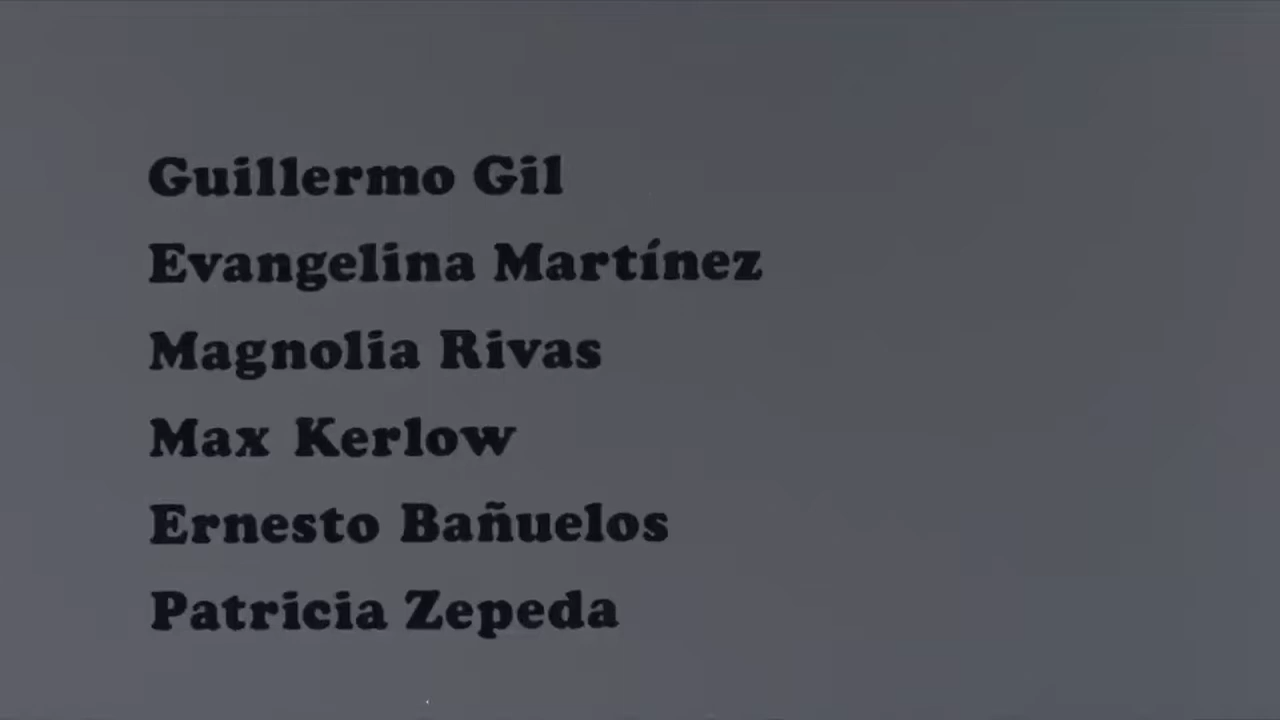 Guillermo Gil
Evangelina Martínez
Magnolia Rivas
Max Kerlow
Ernesto Bañuelos
Patricia Zepeda